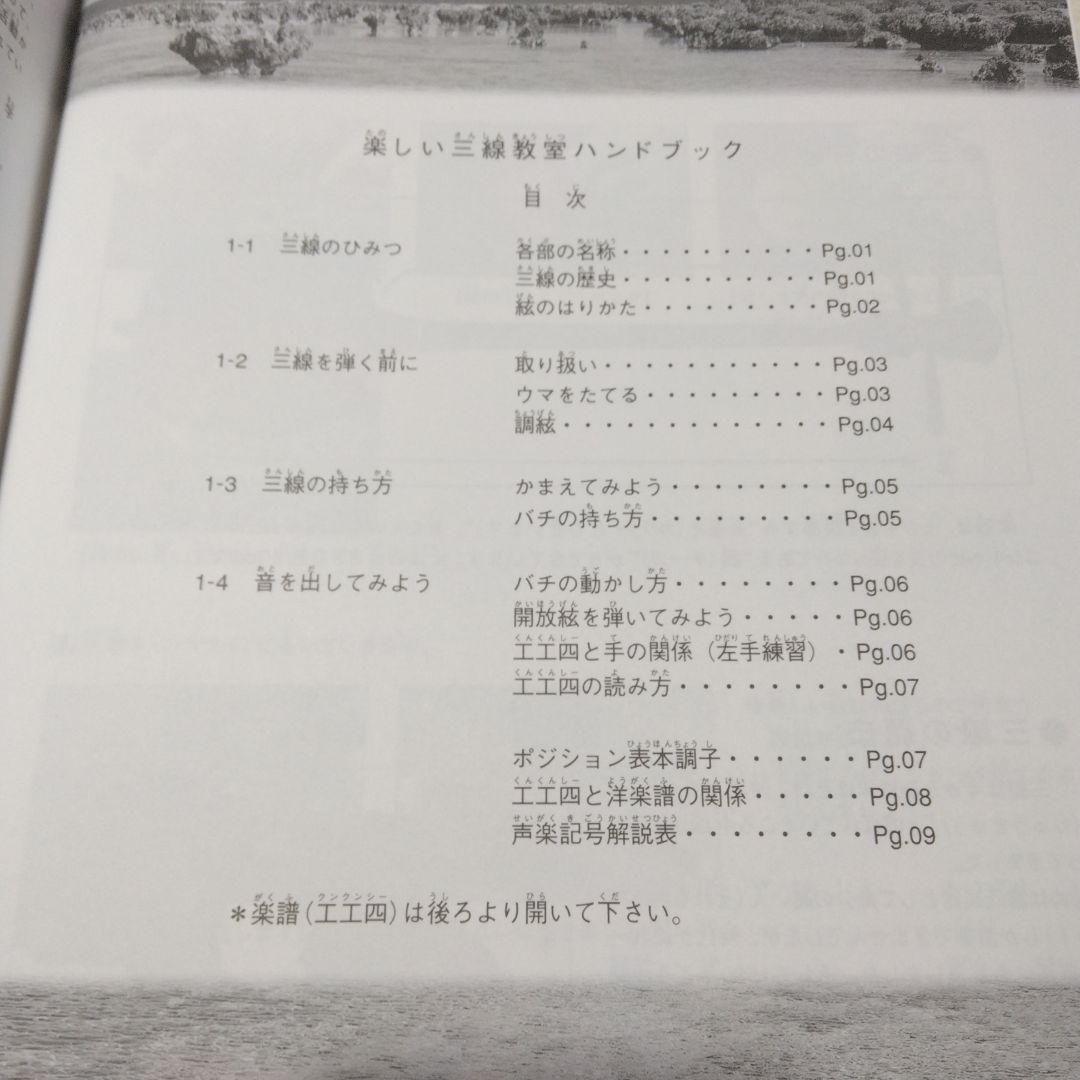 楽しい三線教室ハンドブック
目 次
1-1 三線のひみつ 各部の名称・・・・・・・・・・Pg.01
三線の歴史・・・・・・・・・・Pg.01
絃のはりかた・・・・・・・・・Pg.02
1-2 三線を弾く前に 取り扱い・・・・・・・・・・・Pg.03
ウマをたてる・・・・・・・・・Pg.03
調絃・・・・・・・・・・・・・Pg.04
1-3 三線の持ち方 かまえてみよう・・・・・・・・Pg.05
バチの持ち方・・・・・・・・・Pg.05
1-4 音を出してみよう バチの動かし方・・・・・・・・Pg.06
開放絃を弾いてみよう・・・・・Pg.06
工工四と手の関係（左手練習）・Pg.06
工工四の読み方・・・・・・・・Pg.07
ポジション表本調子・・・・・・Pg.07
工工四と洋楽譜の関係・・・・・Pg.08
声楽記号解説表・・・・・・・・Pg.09
＊楽譜(工工四)は後ろより開いて下さい。